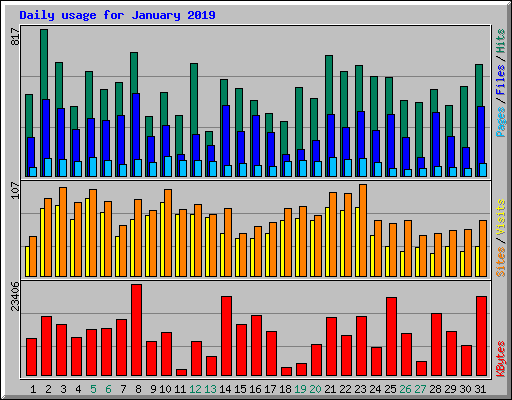 Daily usage for January 2019
817
Pages / Files / Hits
107
Sites / Visits
23406
KBytes
1 2 3 4 5 6 7 8 9 10 11 12 13 14 15 16 17 18 19 20 21 22 23 24 25 26 27 28 29 30 31